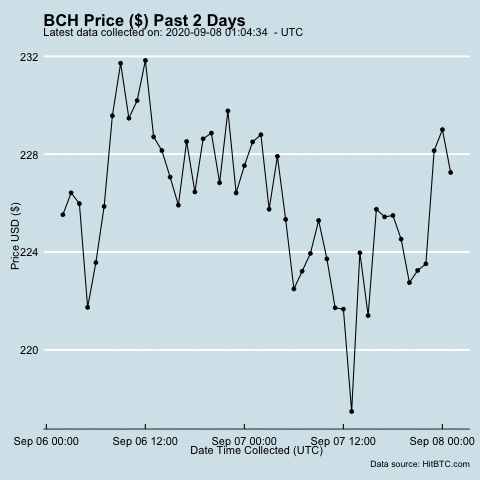 BCH Price ($) Past 2 Days
Latest data collected on: 2020-09-08 01:04:34 - UTC
232
228
224
220
Price USD ($)
Sep 06 00:00 Sep 06 12:00 Sep 07 00:00 Sep 07 12:00 Sep 08 00:00
Date Time Collected (UTC)
Data source: HitBTC.com